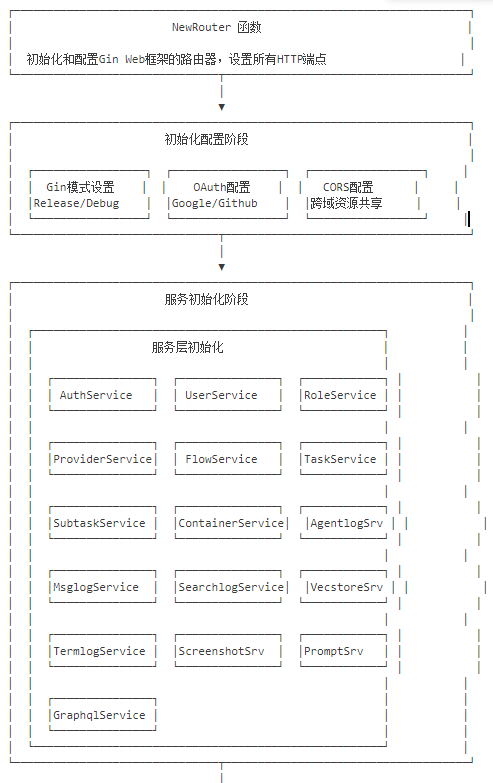 NewRouter 函数
初始化和配置Gin Web框架的路由器，设置所有HTTP端点
初始化配置阶段
Gin模式设置 OAuth配置 CORS配置
Release/Debug Google/Github 跨域资源共享
服务初始化阶段
服务层初始化
AuthService UserService RoleService
ProviderService FlowService TaskService
SubtaskService ContainerService AgentlogSrv
MsglogService SearchlogService VecstoreSrv
TermlogService ScreenshotSrv PromptSrv
GraphqlService